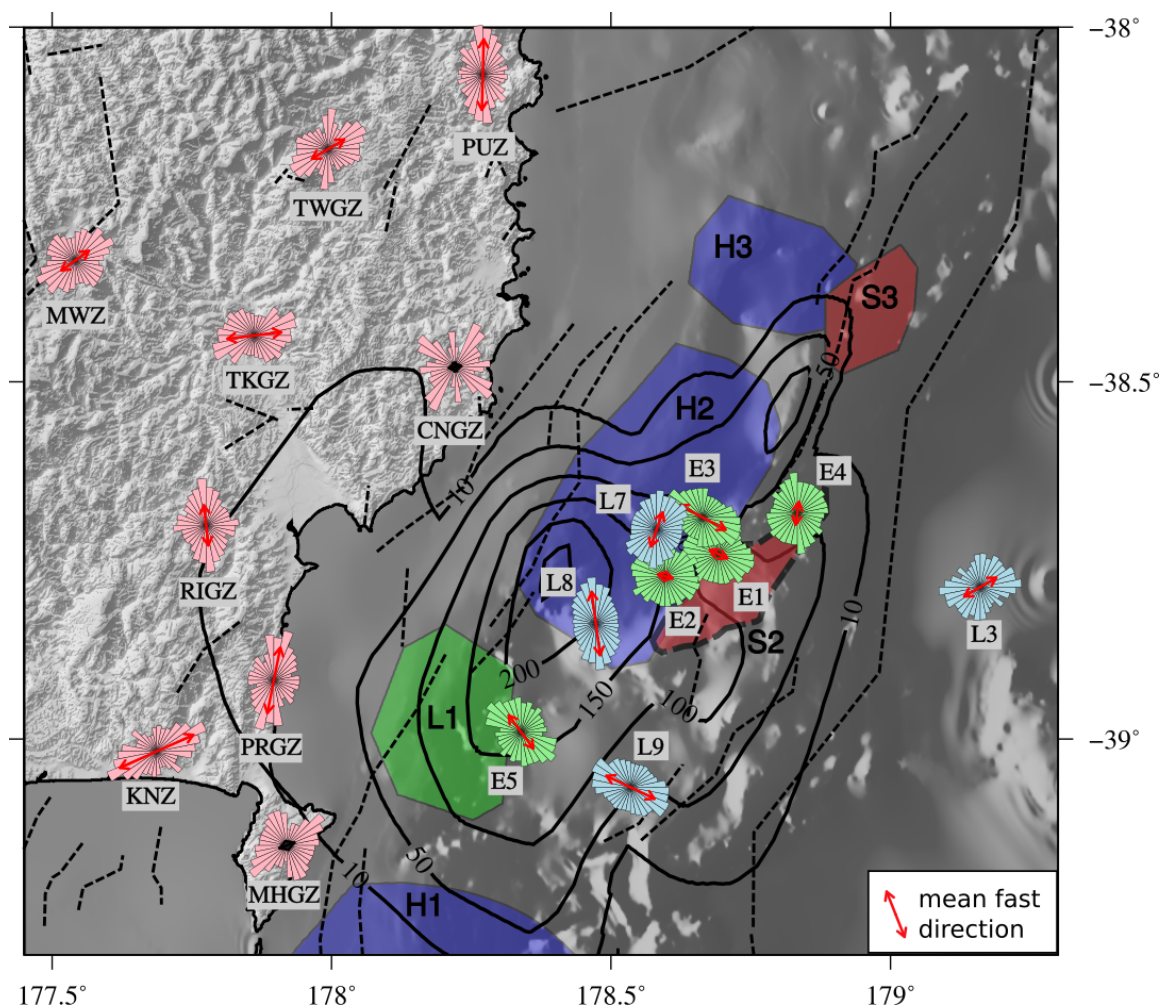 −38°
PUZ
TWGZ
H3
MWZ
S3
TKGZ
50
−38.5°
H2
CNGZ
E3
E4
10
L7
L8
RIGZ
E1
10
E2
L3
S2
200
150
100
L1
PRGZ
−39°
L9
E5
KNZ
50
10
MHGZ
H1
mean fast
direction
177.5°
178°
178.5°
179°